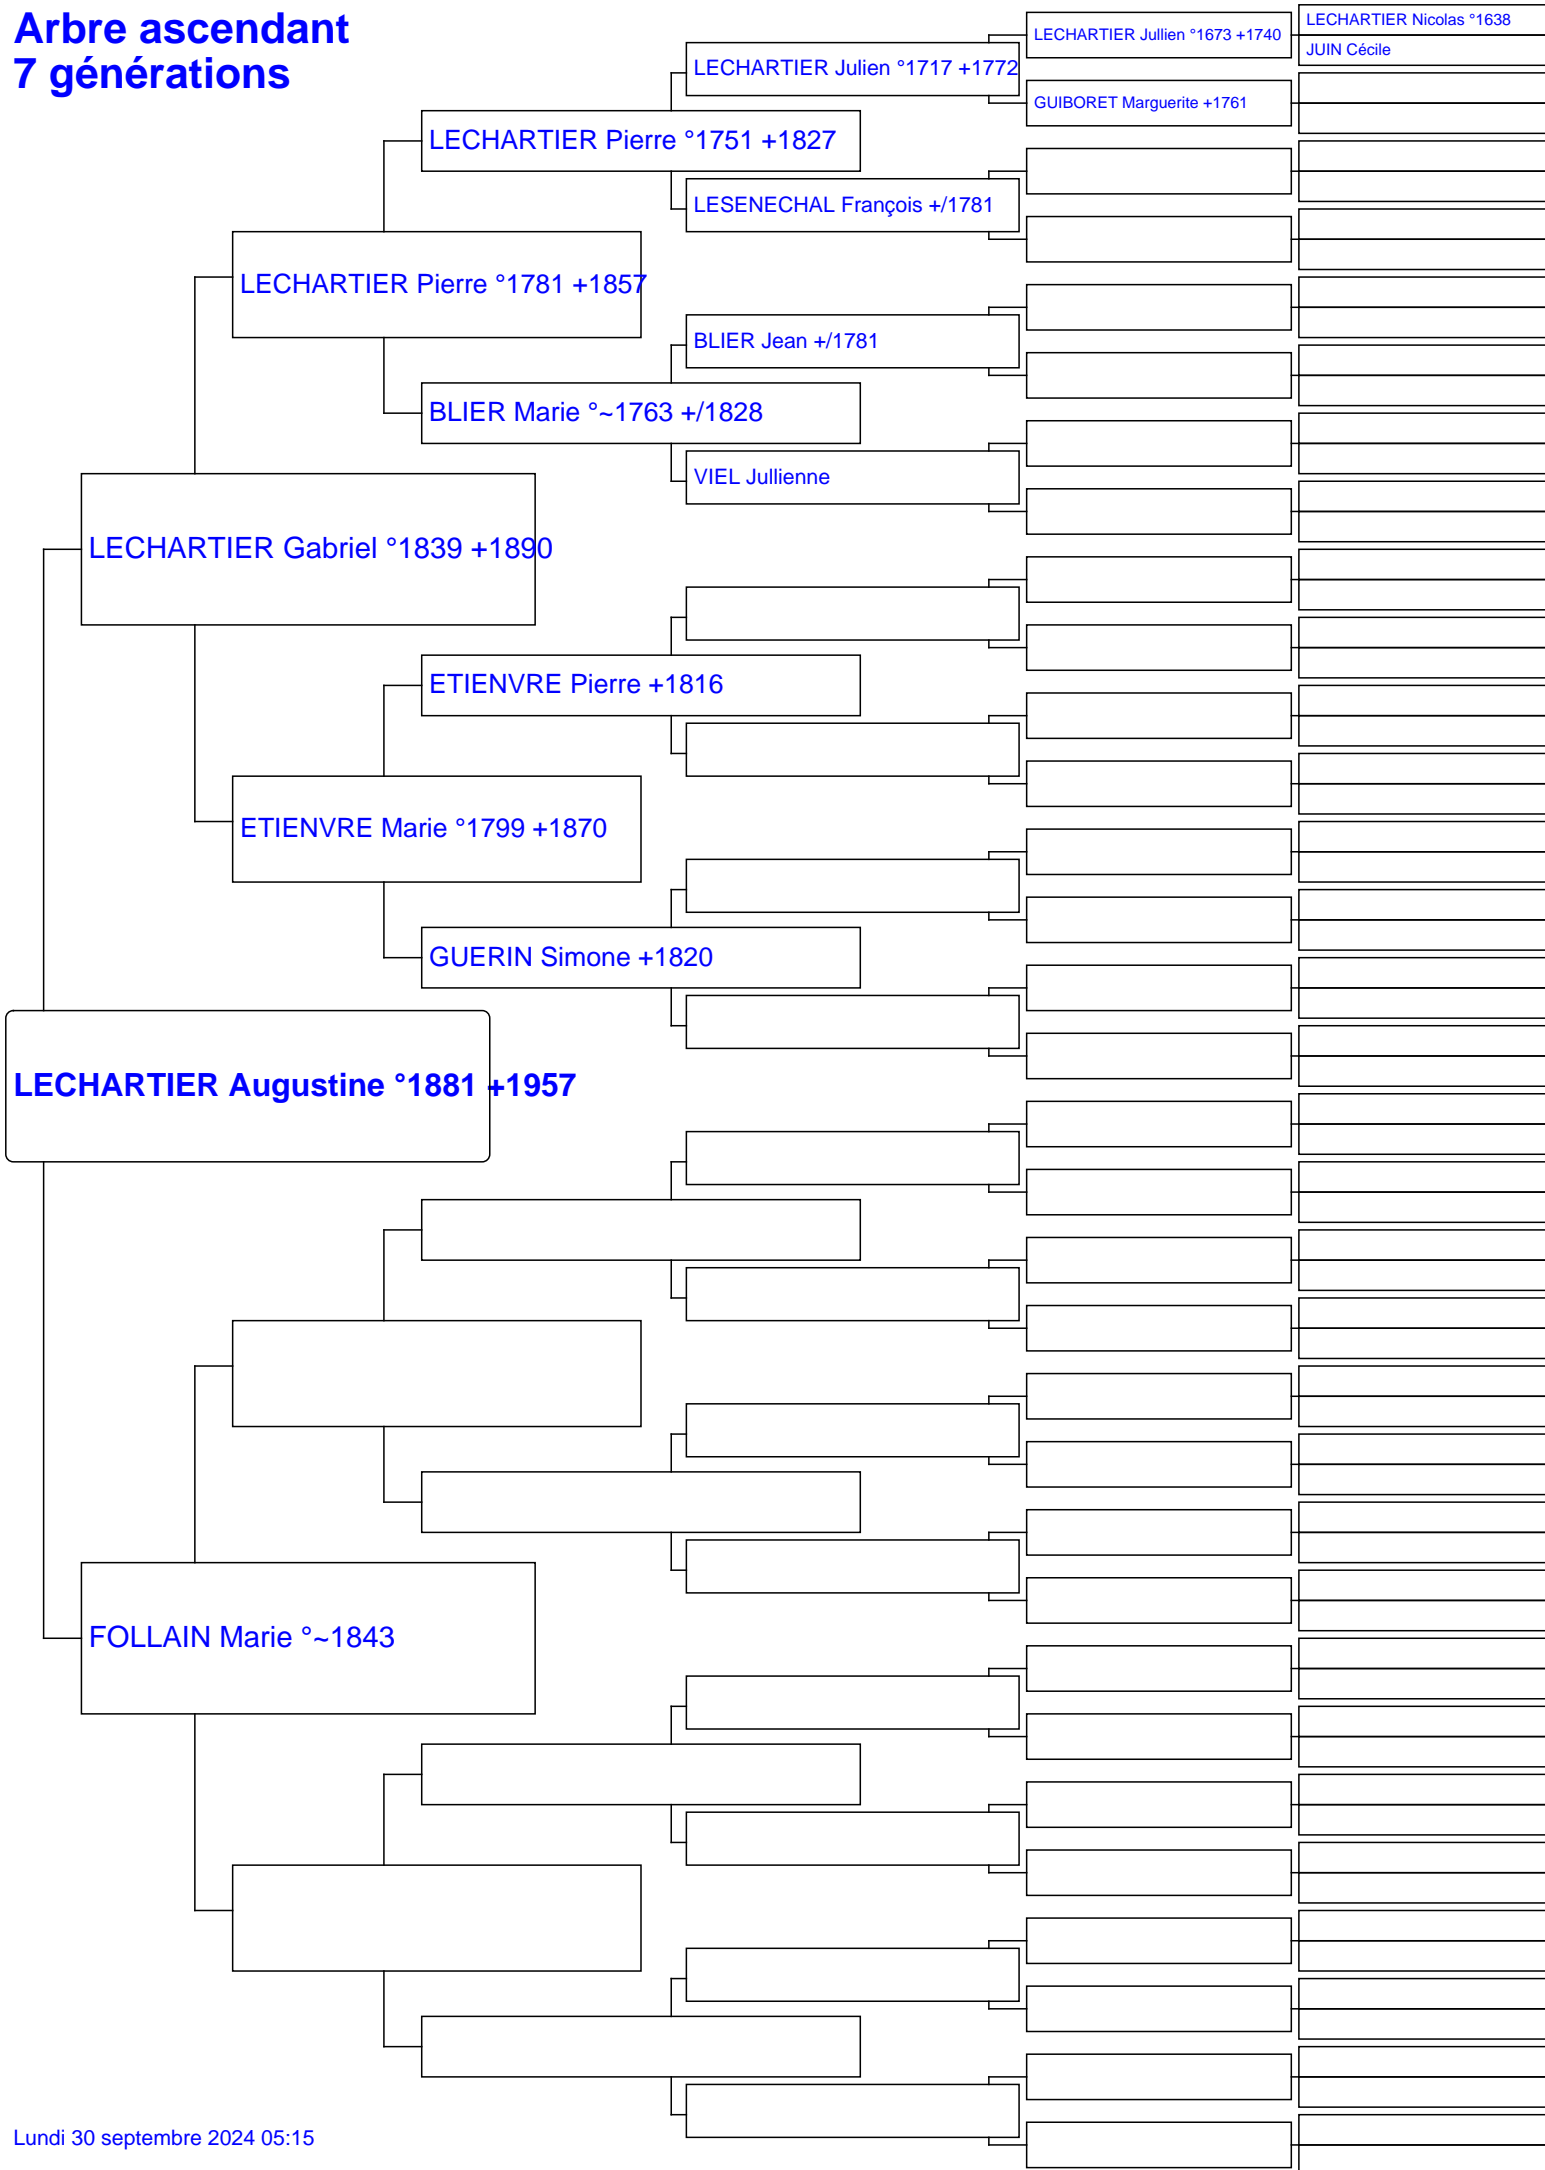 Arbre ascendant
7 générations
LECHARTIER Nicolas °1638
LECHARTIER Jullien °1673 +1740
JUIN Cécile
LECHARTIER Julien °1717 +1772
GUIBORET Marguerite +1761
LECHARTIER Pierre °1751 +1827
LESENECHAL François +/1781
LECHARTIER Pierre °1781 +1857
BLIER Jean +/1781
BLIER Marie °~1763 +/1828
VIEL Jullienne
LECHARTIER Gabriel °1839 +1890
ETIENVRE Pierre +1816
ETIENVRE Marie °1799 +1870
GUERIN Simone +1820
LECHARTIER Augustine °1881 +1957
FOLLAIN Marie °~1843
Lundi 30 septembre 2024 05:15